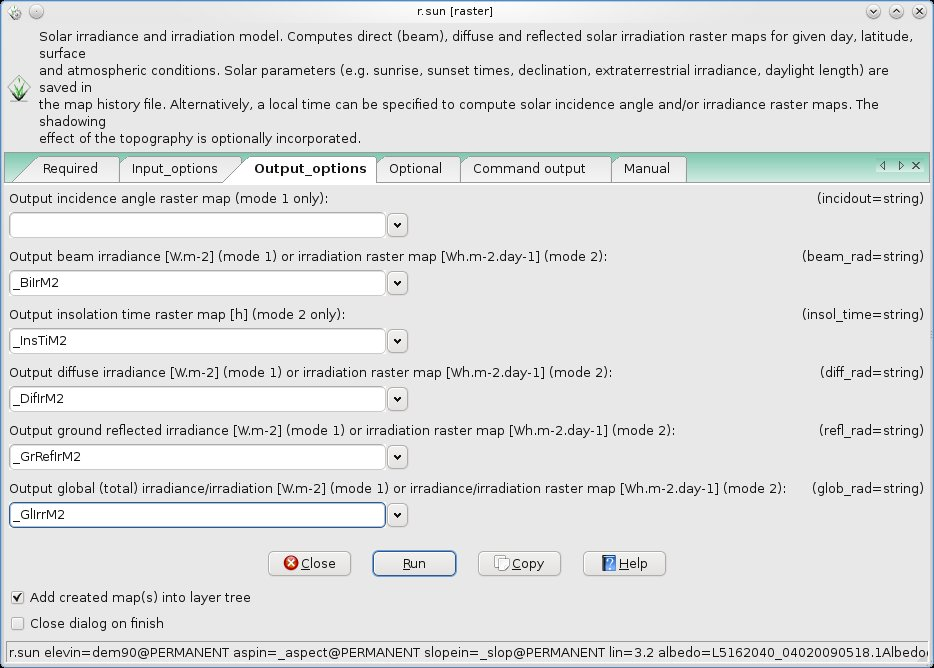 r.sun [raster]
Solar irradiance and irradiation model. Computes direct (beam), diffuse and reflected solar irradiation raster maps for given day, latitude,
surface
and atmospheric conditions. Solar parameters (e.g. sunrise, sunset times, declination, extraterrestrial irradiance, daylight length) are
saved in
the map history file. Alternatively, a local time can be specified to compute solar incidence angle and/or irradiance raster maps. The
shadowing
effect of the topography is optionally incorporated.
Required Input_options Output_options Optional Command output Manual
Output incidence angle raster map (mode 1 only): (incidout=string)
Output beam irradiance [W.m-2] (mode 1) or irradiation raster map [Wh.m-2.day-1] (mode 2): (beam_rad=string)
_BiIrM2
Output insolation time raster map [h] (mode 2 only): (insol_time=string)
_InsTiM2
Output diffuse irradiance [W.m-2] (mode 1) or irradiation raster map [Wh.m-2.day-1] (mode 2): (diff_rad=string)
_DifIrM2
Output ground reflected irradiance [W.m-2] (mode 1) or irradiation raster map [Wh.m-2.day-1] (mode 2): (refl_rad=string)
_GrRefIrM2
Output global (total) irradiance/irradiation [W.m-2] (mode 1) or irradiance/irradiation raster map [Wh.m-2.day-1] (mode 2): (glob_rad=string)
_GlIrrM2
Close Run Copy Help
Add created map(s) into layer tree
Close dialog on finish
r.sun elevin=dem90@PERMANENT aspin=_aspect@PERMANENT slopein=_slop@PERMANENT lin=3.2 albedo=L5162040_04020090518.1Albedo